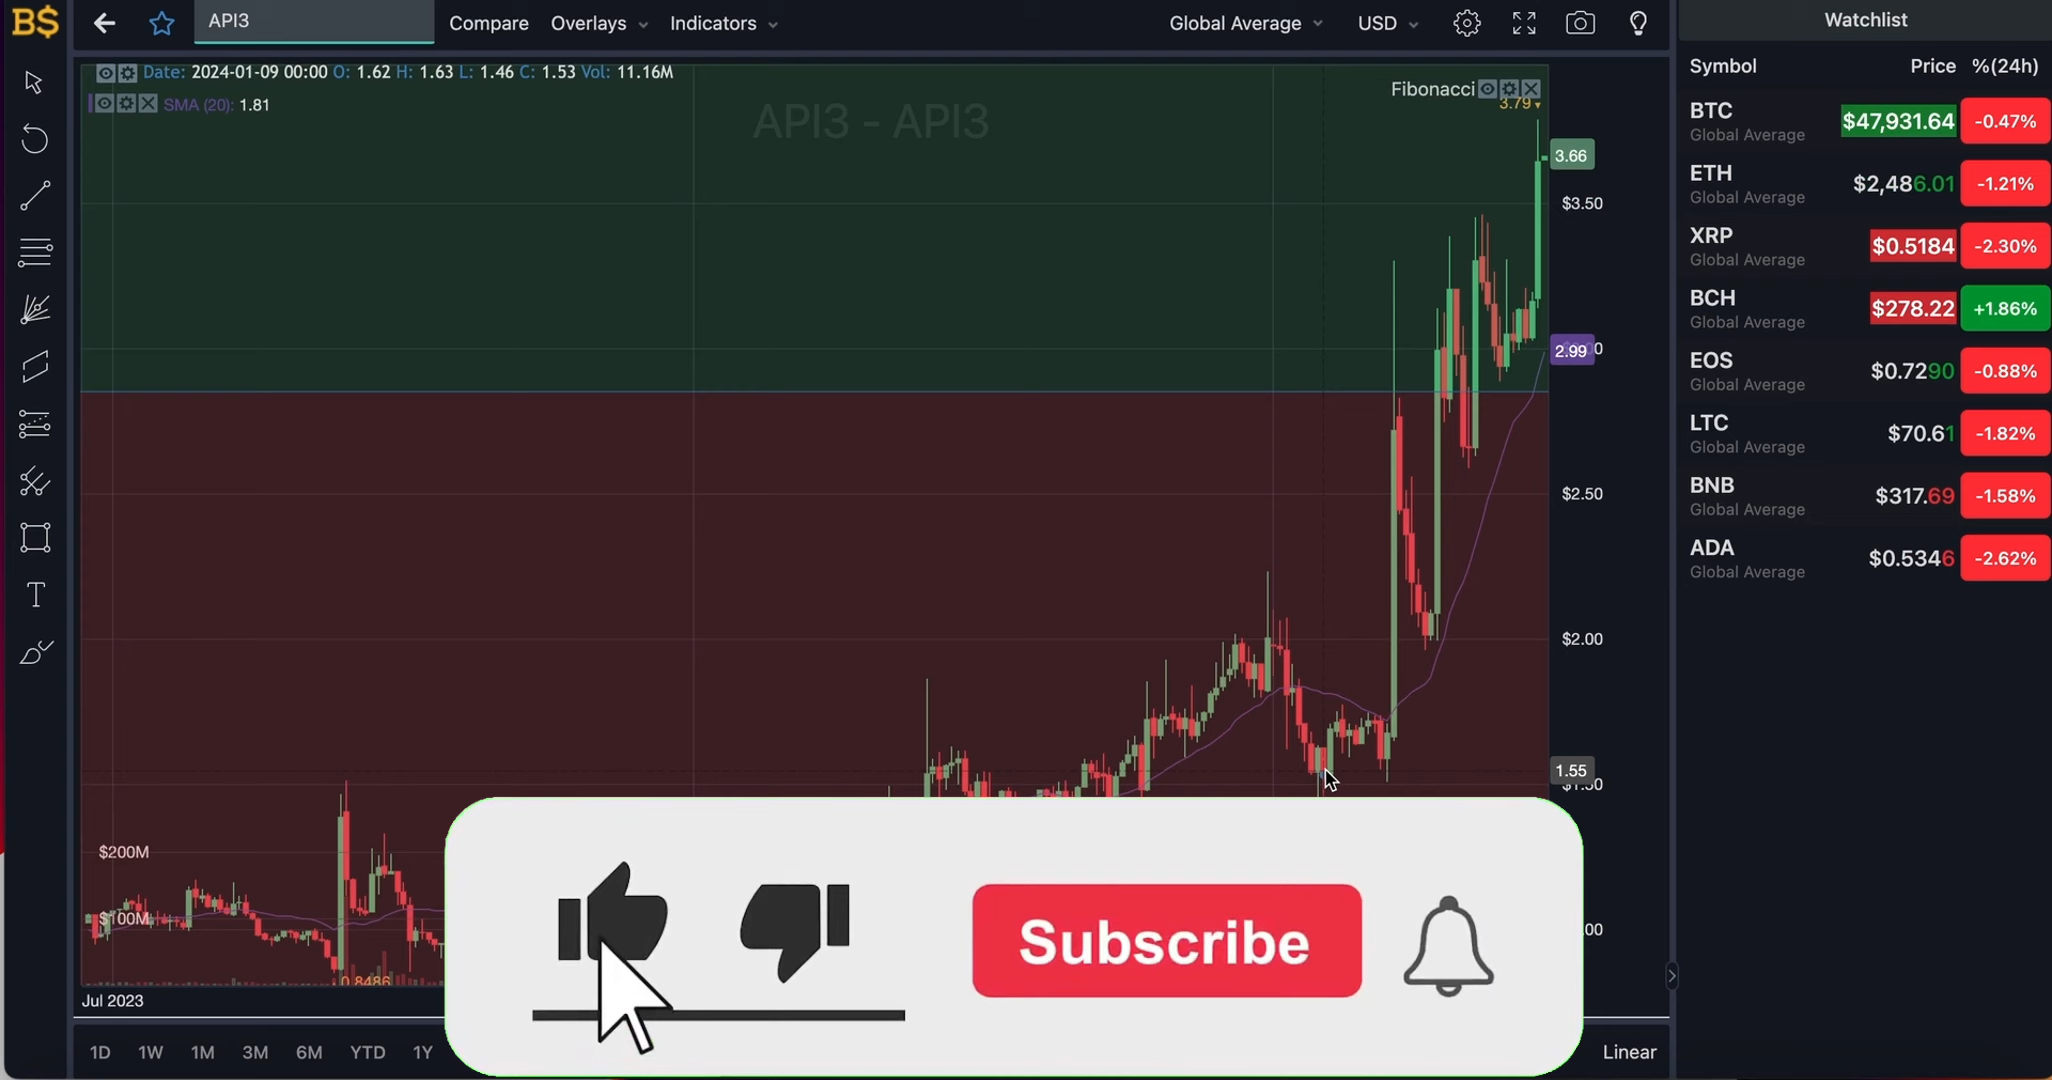 B$
API3
Compare
Overlays
Indicators
Global Average
USD
Date: 2024-01-09 00:00 O: 1.62 H: 1.63 L: 1.46 C: 1.53 Vol: 11.16M
SMA (20): 1.81
API3 - API3
Fibonacci
3.79
3.66
$3.50
2.99
$2.50
$2.00
1.55
$1.50
$200M
$100M
0.8486
Jul 2023
1D 1W 1M 3M 6M YTD 1Y
Linear
Subscribe
Watchlist
Symbol Price %(24h)
BTC $47,931.64 -0.47%
Global Average
ETH $2,486.01 -1.21%
Global Average
XRP $0.5184 -2.30%
Global Average
BCH $278.22 +1.86%
Global Average
EOS $0.7290 -0.88%
Global Average
LTC $70.61 -1.82%
Global Average
BNB $317.69 -1.58%
Global Average
ADA $0.5346 -2.62%
Global Average